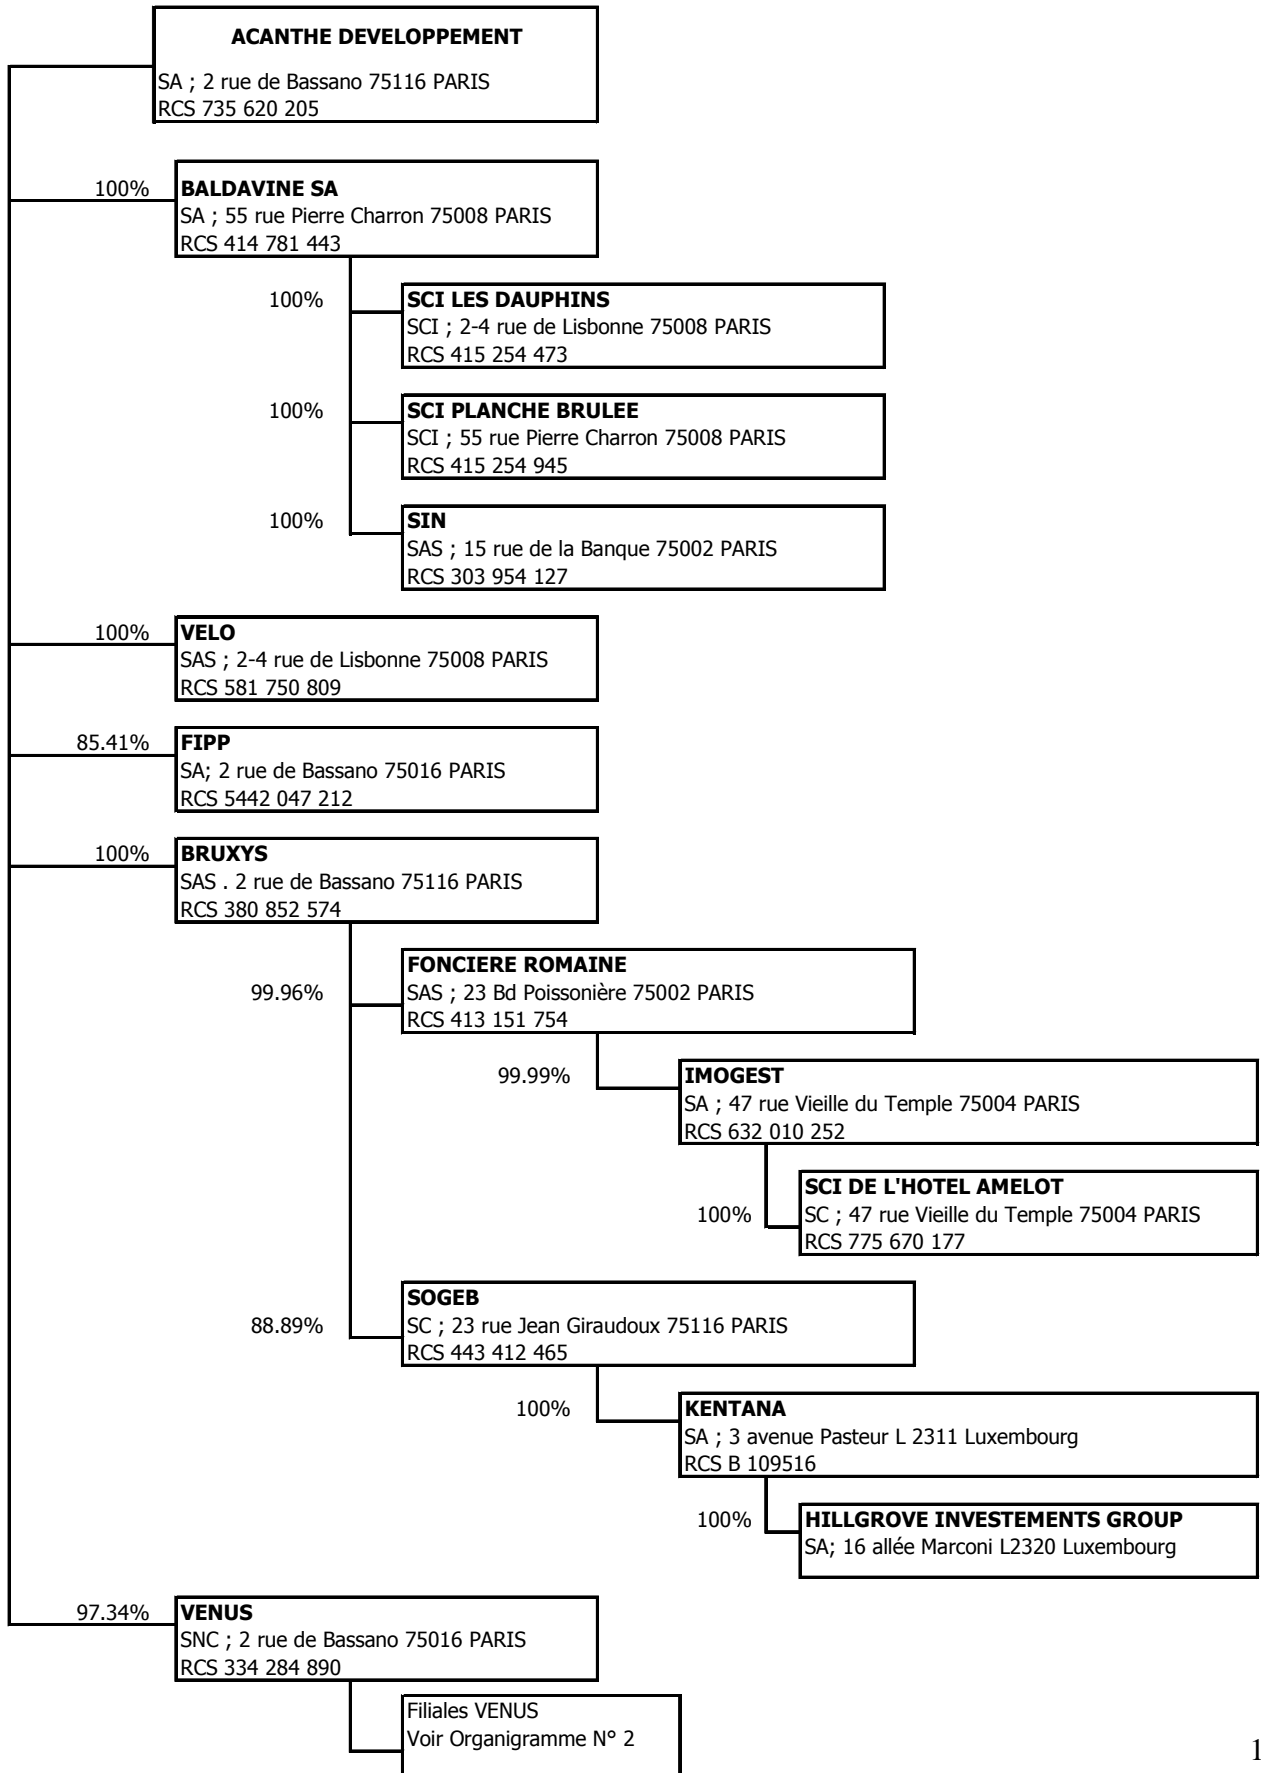 ACANTHE DEVELOPPEMENT
SA ; 2 rue de Bassano 75116 PARIS
RCS 735 620 205
100%
BALDAVINE SA
SA ; 55 rue Pierre Charron 75008 PARIS
RCS 414 781 443
100%
SCI LES DAUPHINS
SCI ; 2-4 rue de Lisbonne 75008 PARIS
RCS 415 254 473
100%
SCI PLANCHE BRULEE
SCI ; 55 rue Pierre Charron 75008 PARIS
RCS 415 254 945
100%
SIN
SAS ; 15 rue de la Banque 75002 PARIS
RCS 303 954 127
100%
VELO
SAS ; 2-4 rue de Lisbonne 75008 PARIS
RCS 581 750 809
85.41%
FIPP
SA; 2 rue de Bassano 75016 PARIS
RCS 5442 047 212
100%
BRUXYS
SAS . 2 rue de Bassano 75116 PARIS
RCS 380 852 574
99.96%
FONCIERE ROMAINE
SAS ; 23 Bd Poissonière 75002 PARIS
RCS 413 151 754
99.99%
IMOGEST
SA ; 47 rue Vieille du Temple 75004 PARIS
RCS 632 010 252
100%
SCI DE L'HOTEL AMELOT
SC ; 47 rue Vieille du Temple 75004 PARIS
RCS 775 670 177
88.89%
SOGEB
SC ; 23 rue Jean Giraudoux 75116 PARIS
RCS 443 412 465
100%
KENTANA
SA ; 3 avenue Pasteur L 2311 Luxembourg
RCS B 109516
100%
HILLGROVE INVESTEMENTS GROUP
SA; 16 allée Marconi L2320 Luxembourg
97.34%
VENUS
SNC ; 2 rue de Bassano 75016 PARIS
RCS 334 284 890
Filiales VENUS
Voir Organigramme N° 2
1